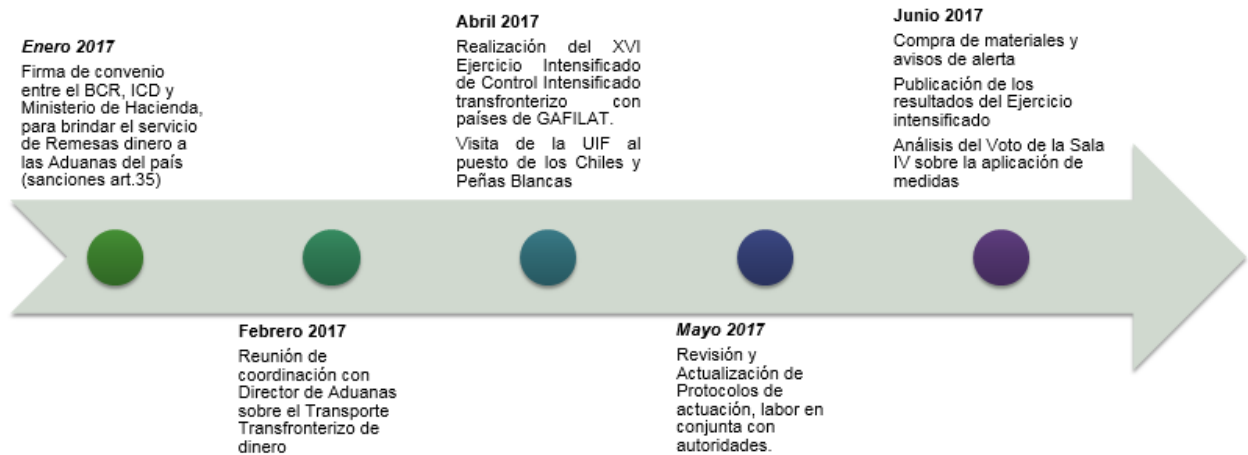 Enero 2017
Firma de convenio
entre el BCR, ICD y
Ministerio de Hacienda,
para brindar el servicio
de Remesas dinero a
las Aduanas del país
(sanciones art.35)
Febrero 2017
Reunión de
coordinación con
Director de Aduanas
sobre el Transporte
Transfronterizo de
dinero
Abril 2017
Realización del XVI
Ejercicio Intensificado
de Control Intensificado
transfronterizo con
países de GAFILAT.
Visita de la UIF al
puesto de los Chiles y
Peñas Blancas
Mayo 2017
Revisión y
Actualización de
Protocolos de
actuación, labor en
conjunta con
autoridades.
Junio 2017
Compra de materiales y
avisos de alerta
Publicación de los
resultados del Ejercicio
intensificado
Análisis del Voto de la Sala
IV sobre la aplicación de
medidas